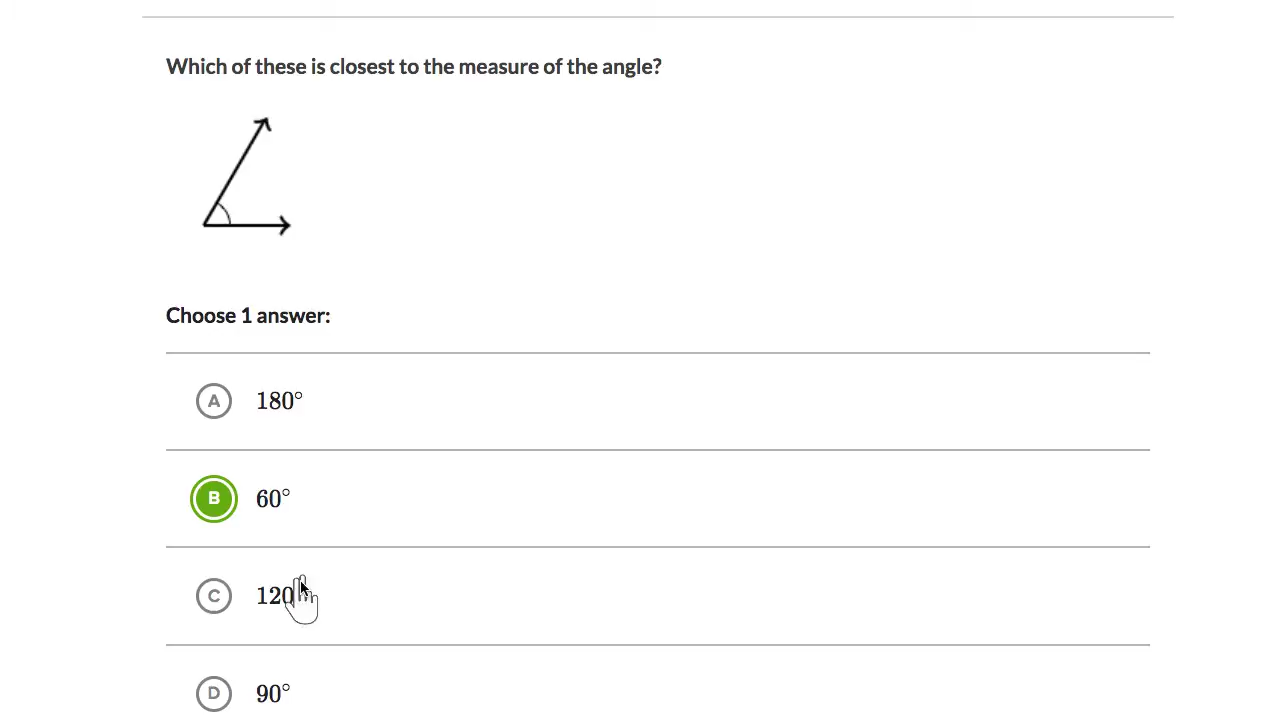 Which of these is closest to the measure of the angle?
Choose 1 answer:
A 180°
B 60°
C 120
D 90°